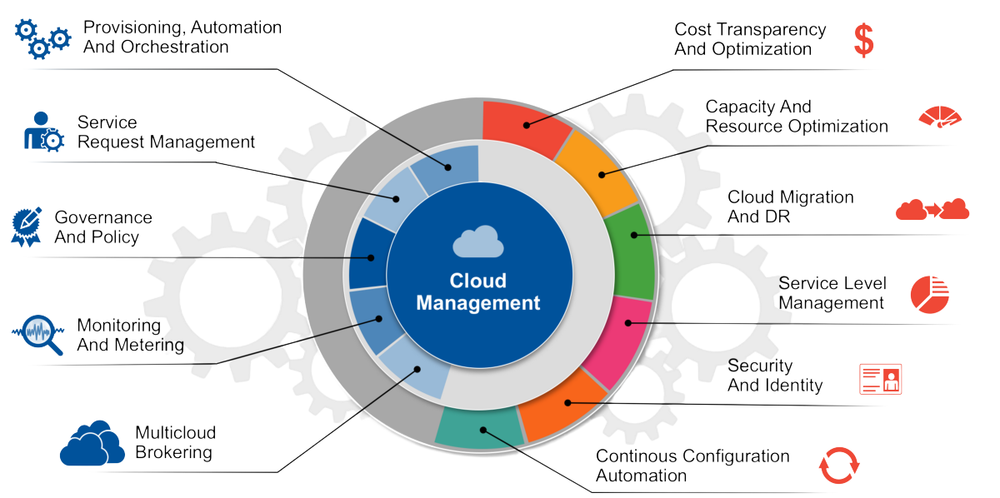 Provisioning, Automation
And Orchestration
Service
Request Management
Governance
And Policy
Monitoring
And Metering
Multicloud
Brokering
Cloud
Management
Cost Transparency
And Optimization
$
Capacity And
Resource Optimization
Cloud Migration
And DR
Service Level
Management
Security
And Identity
Continous Configuration
Automation